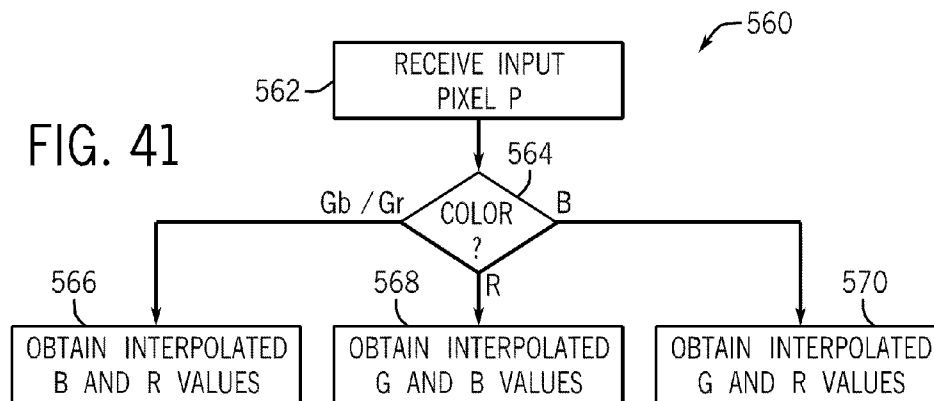 560
RECEIVE INPUT
PIXEL P
562
FIG. 41
564
Gb / Gr
COLOR
?
B
R
566
568
570
OBTAIN INTERPOLATED
B AND R VALUES
OBTAIN INTERPOLATED
G AND B VALUES
OBTAIN INTERPOLATED
G AND R VALUES